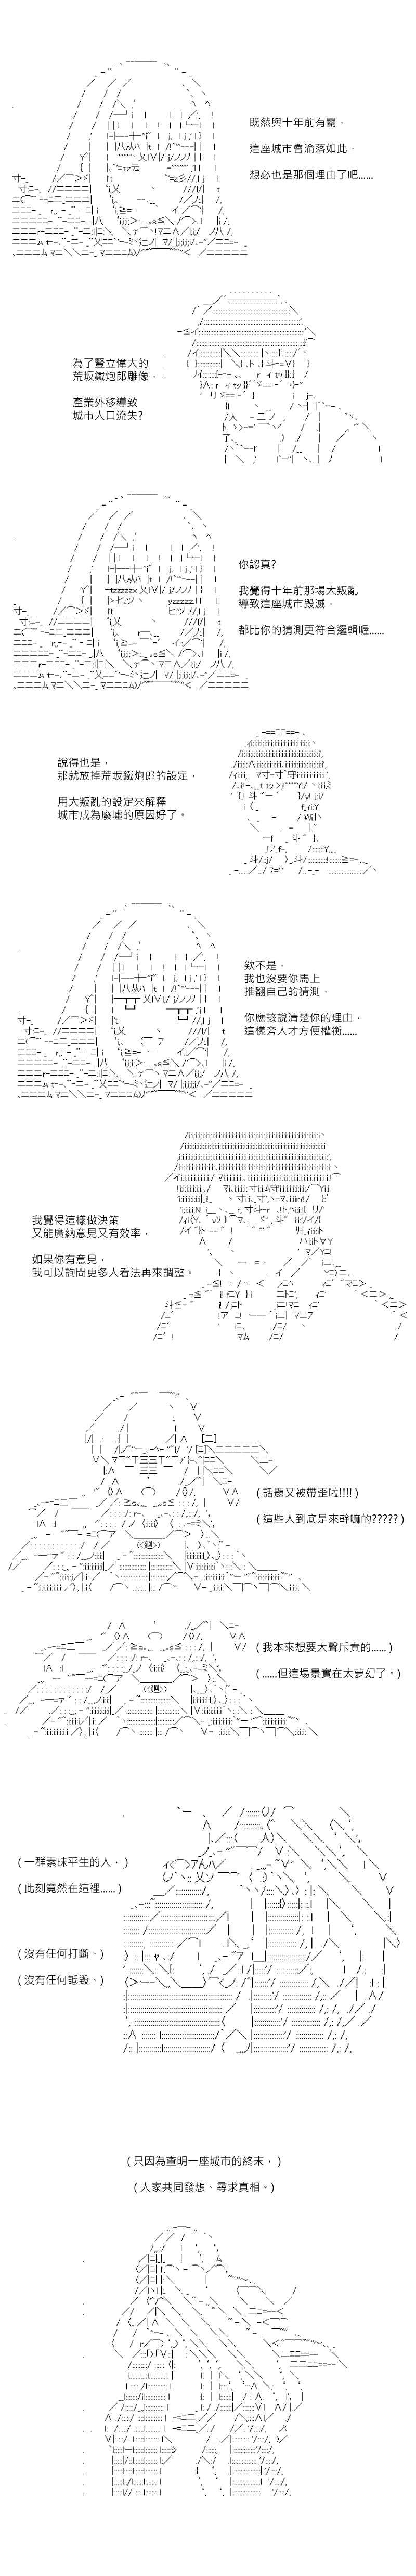 既然與十年前有關．
這座城市會淪落如此．
想必也是那個理由了吧……
為了豎立偉大的
荒坂鐵炮郎雕像．
產業外移導致
城市人口流失?
你認真?
我覺得十年前那場大叛亂
導致這座城市毀滅．
都比你的猜測更符合邏輯喔……
說得也是．
那就放掉荒坂鐵炮郎的設定．
用大叛亂的設定來解釋
城市成為廢墟的原因好了。
欸不是．
我也沒要你馬上
推翻自己的猜測．
你應該說清楚你的理由．
這樣旁人才方便權衡……
我覺得這樣做決策
又能廣納意見又有效率．
如果你有意見．
我可以詢問更多人看法再來調整。
( 話題又被帶歪啦!!!! )
( 這些人到底是來幹嘛的????? )
( 我本來想要大聲斥責的…… )
( ……但這場景實在太夢幻了。)
( 一群素昧平生的人．)
( 此刻竟然在這裡…… )
( 沒有任何打斷、)
( 沒有任何詆毀、)
( 只因為查明一座城市的終末．)
( 大家共同發想、尋求真相。)